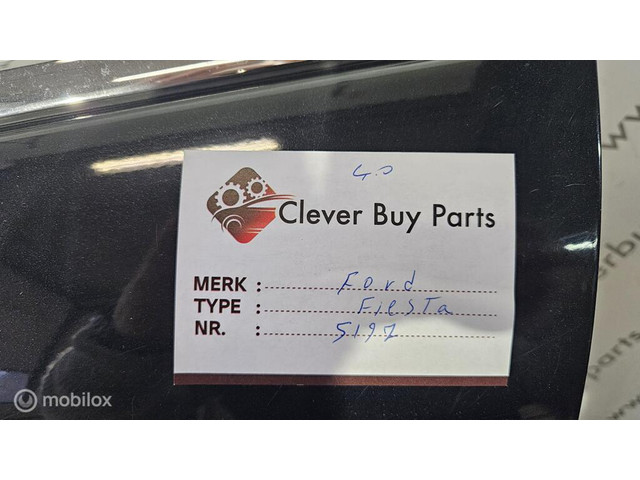 4.0
Clever Buy Parts
MERK : Ford
TYPE : Fiesta
NR. : 5197
mobilox